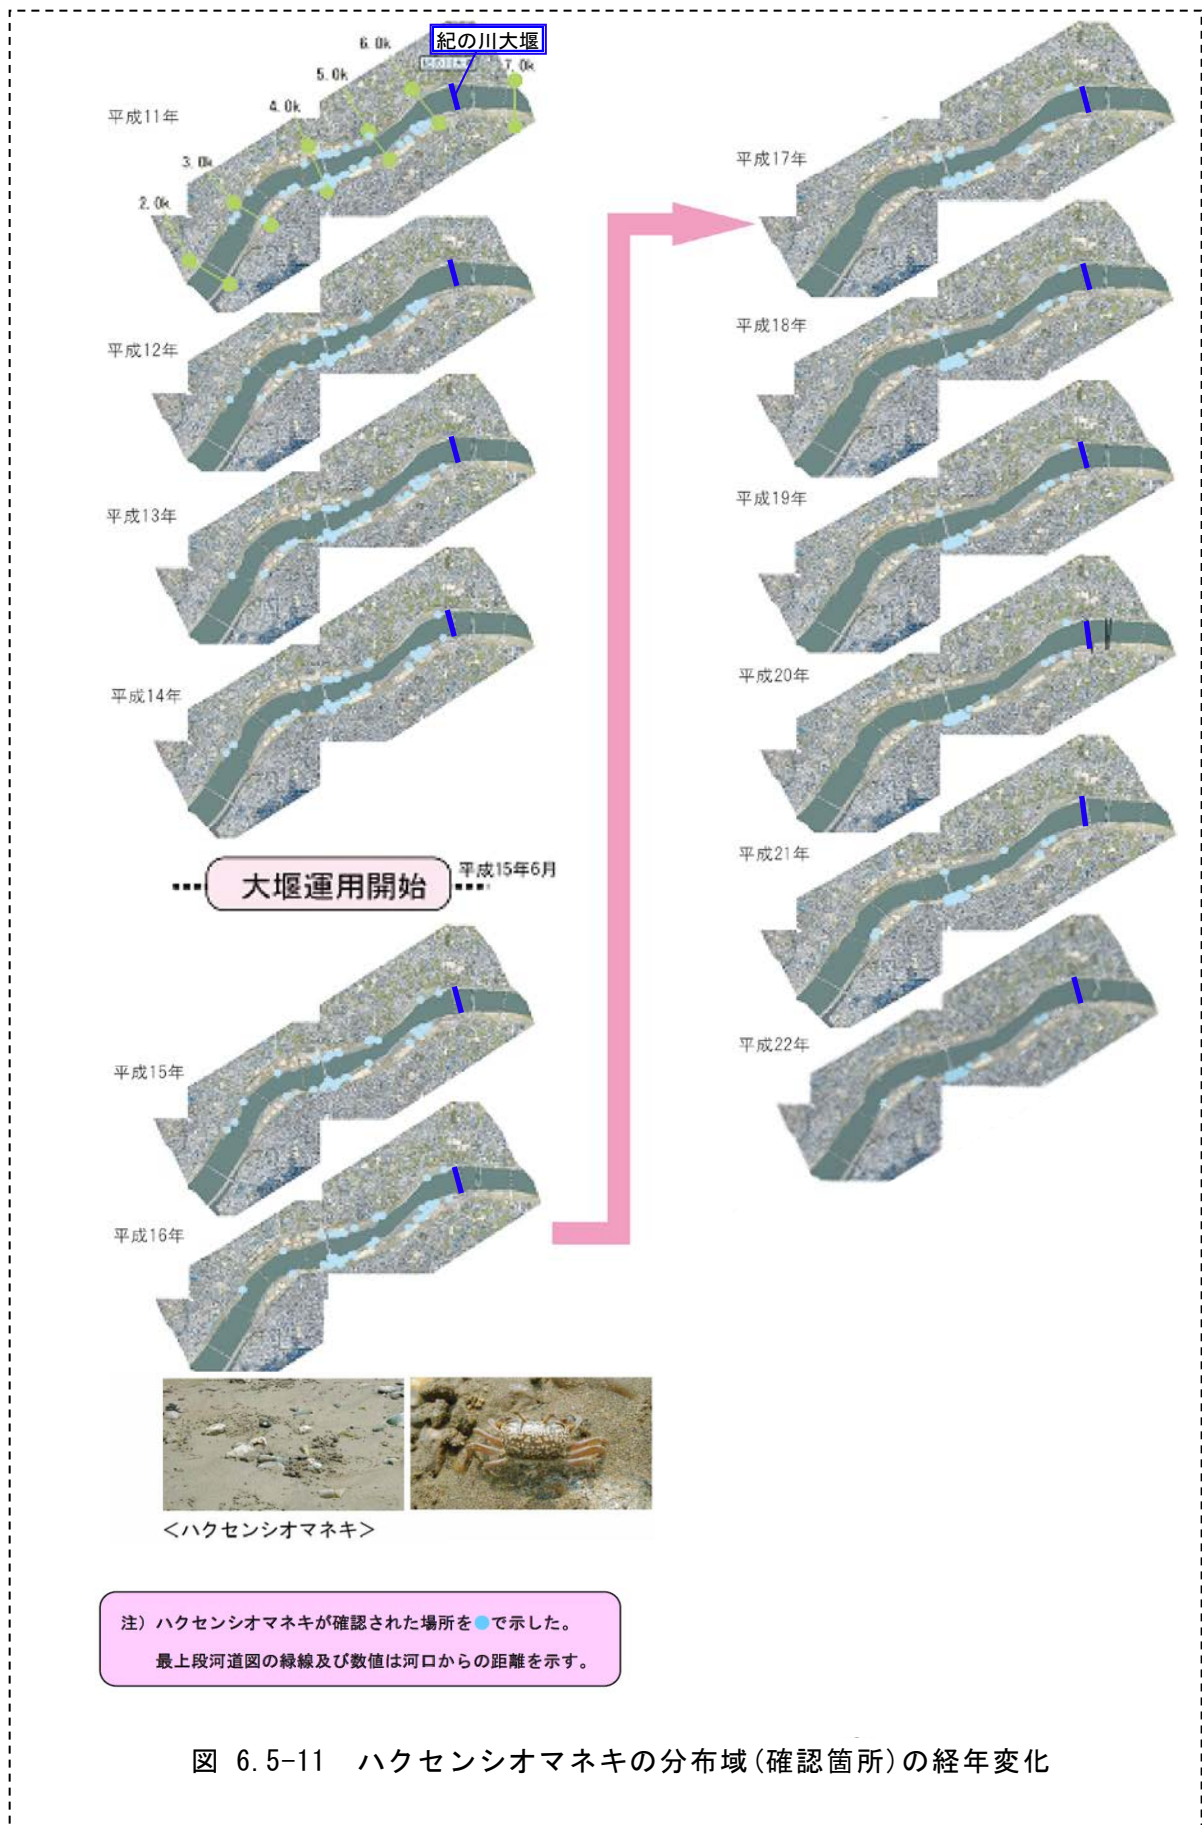 紀の川大堰
6.0k
7.0k
5.0k
4.0k
平成11年
3.0k
2.0k
平成12年
平成13年
平成14年
大堰運用開始
平成15年6月
平成15年
平成16年
平成17年
平成18年
平成19年
平成20年
平成21年
平成22年
<ハクセンシオマネキ>
注）ハクセンシオマネキが確認された場所を●で示した。
最上段河道図の緑線及び数値は河口からの距離を示す。
図 6.5-11 ハクセンシオマネキの分布域(確認箇所)の経年変化